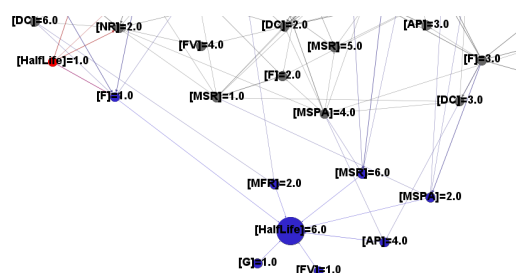 [DC]=6.0
[NR]=2.0
[DC]=2.0
[AP]=3.0
[FV]=4.0
[MSR]=5.0
[HalfLife]=1.0
[F]=3.0
[F]=2.0
[F]=1.0
[MSR]=1.0
[DC]=3.0
[MSPA]=4.0
[MSR]=6.0
[MFR]=2.0
[MSPA]=2.0
[HalfLife]=6.0
[AP]=4.0
[G]=1.0
[FV]=1.0